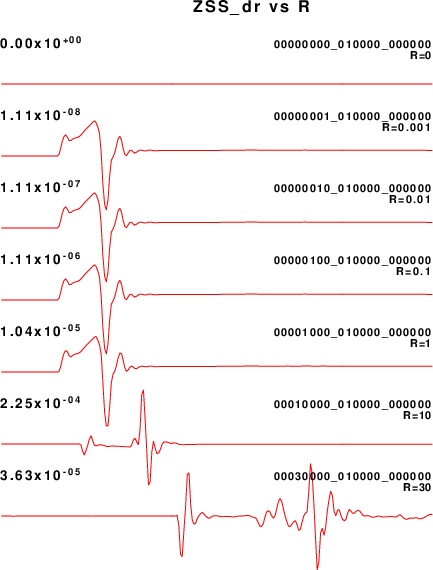 ZSS_dr vs R
0.00x10+00 00000000_010000_000000
R=0
1.11x10-08 00000001_010000_000000
R=0.001
1.11x10-07 00000010_010000_000000
R=0.01
1.11x10-06 00000100_010000_000000
R=0.1
1.04x10-05 00001000_010000_000000
R=1
2.25x10-04 00010000_010000_000000
R=10
3.63x10-05 00030000_010000_000000
R=30